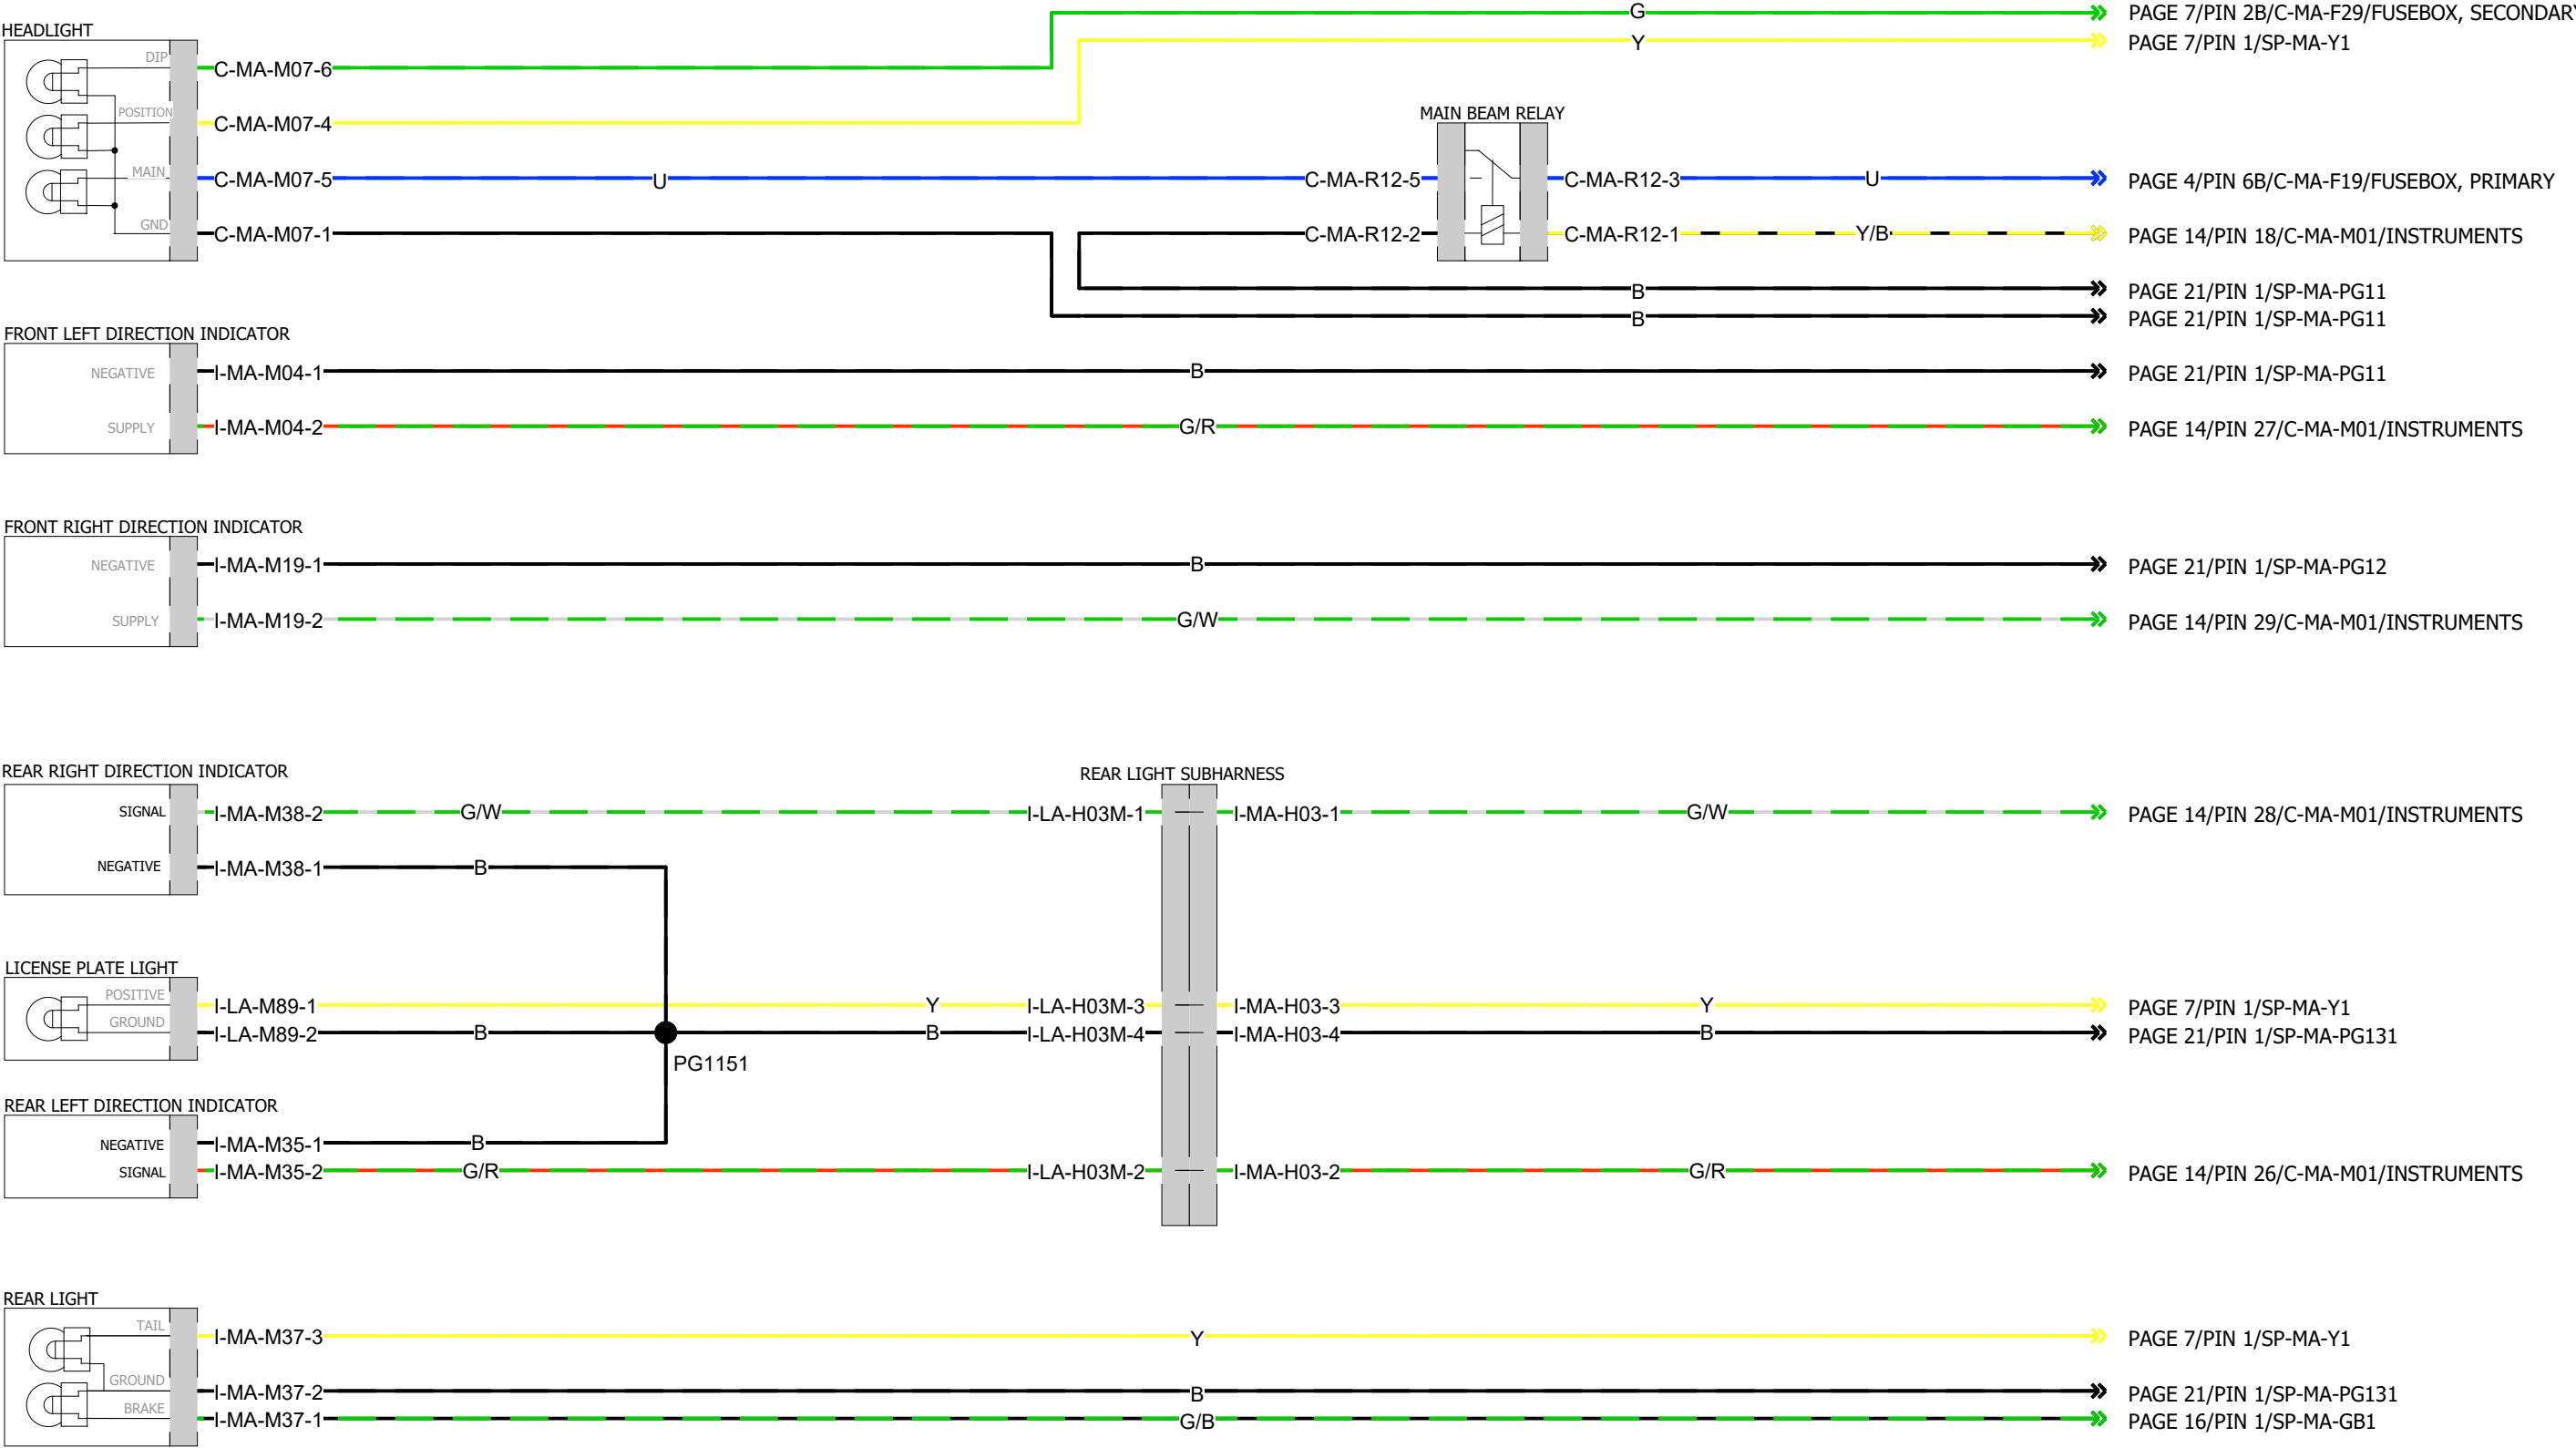 G PAGE 7/PIN 2B/C-MA-F29/FUSEBOX, SECONDARY
HEADLIGHT
Y PAGE 7/PIN 1/SP-MA-Y1
DIP C-MA-M07-6
MAIN BEAM RELAY
POSITION C-MA-M07-4
MAIN C-MA-M07-5 U C-MA-R12-5 C-MA-R12-3 U PAGE 4/PIN 6B/C-MA-F19/FUSEBOX, PRIMARY
GND C-MA-M07-1 C-MA-R12-2 C-MA-R12-1 Y/B PAGE 14/PIN 18/C-MA-M01/INSTRUMENTS
B PAGE 21/PIN 1/SP-MA-PG11
B PAGE 21/PIN 1/SP-MA-PG11
FRONT LEFT DIRECTION INDICATOR
NEGATIVE I-MA-M04-1 B PAGE 21/PIN 1/SP-MA-PG11
SUPPLY I-MA-M04-2 G/R PAGE 14/PIN 27/C-MA-M01/INSTRUMENTS
FRONT RIGHT DIRECTION INDICATOR
NEGATIVE I-MA-M19-1 B PAGE 21/PIN 1/SP-MA-PG12
SUPPLY I-MA-M19-2 G/W PAGE 14/PIN 29/C-MA-M01/INSTRUMENTS
REAR RIGHT DIRECTION INDICATOR REAR LIGHT SUBHARNESS
SIGNAL I-MA-M38-2 G/W I-LA-H03M-1 I-MA-H03-1 G/W PAGE 14/PIN 28/C-MA-M01/INSTRUMENTS
NEGATIVE I-MA-M38-1 B
LICENSE PLATE LIGHT
POSITIVE I-LA-M89-1 Y I-LA-H03M-3 I-MA-H03-3 Y PAGE 7/PIN 1/SP-MA-Y1
GROUND I-LA-M89-2 B B I-LA-H03M-4 I-MA-H03-4 B PAGE 21/PIN 1/SP-MA-PG131
PG1151
REAR LEFT DIRECTION INDICATOR
NEGATIVE I-MA-M35-1 B
SIGNAL I-MA-M35-2 G/R I-LA-H03M-2 I-MA-H03-2 G/R PAGE 14/PIN 26/C-MA-M01/INSTRUMENTS
REAR LIGHT
TAIL I-MA-M37-3 Y PAGE 7/PIN 1/SP-MA-Y1
GROUND I-MA-M37-2 B PAGE 21/PIN 1/SP-MA-PG131
BRAKE I-MA-M37-1 G/B PAGE 16/PIN 1/SP-MA-GB1